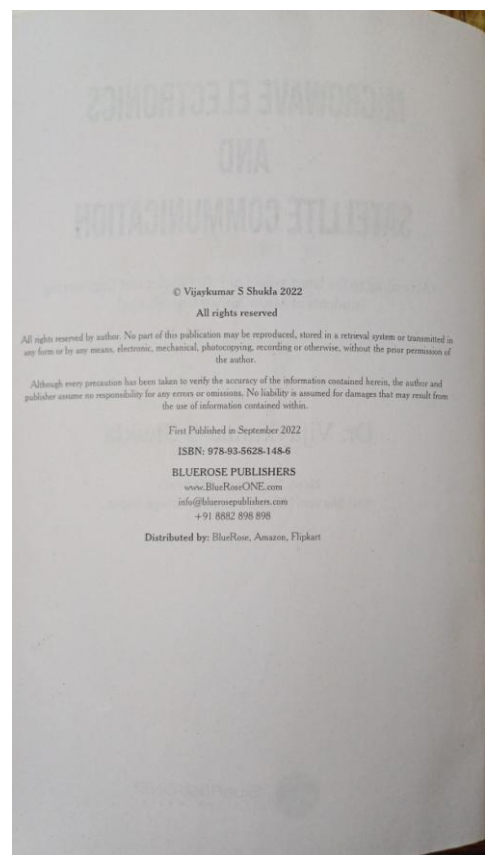 MICROWAVE ELECTRONICS
AND
SATELLITE COMMUNICATION
© Vijaykumar S Shukla 2022
All rights reserved
All rights reserved by author. No part of this publication may be reproduced, stored in a retrieval system or transmitted in
any form or by any means, electronic, mechanical, photocopying, recording or otherwise, without the prior permission of
the author.
Although every precaution has been taken to verify the accuracy of the information contained herein, the author and
publisher assume no responsibility for any errors or omissions. No liability is assumed for damages that may result from
the use of information contained within.
First Published in September 2022
ISBN: 978-93-5628-148-6
BLUEROSE PUBLISHERS
www.BlueRoseONE.com
info@bluerosepublishers.com
+91 8882 898 898
Distributed by: BlueRose, Amazon, Flipkart